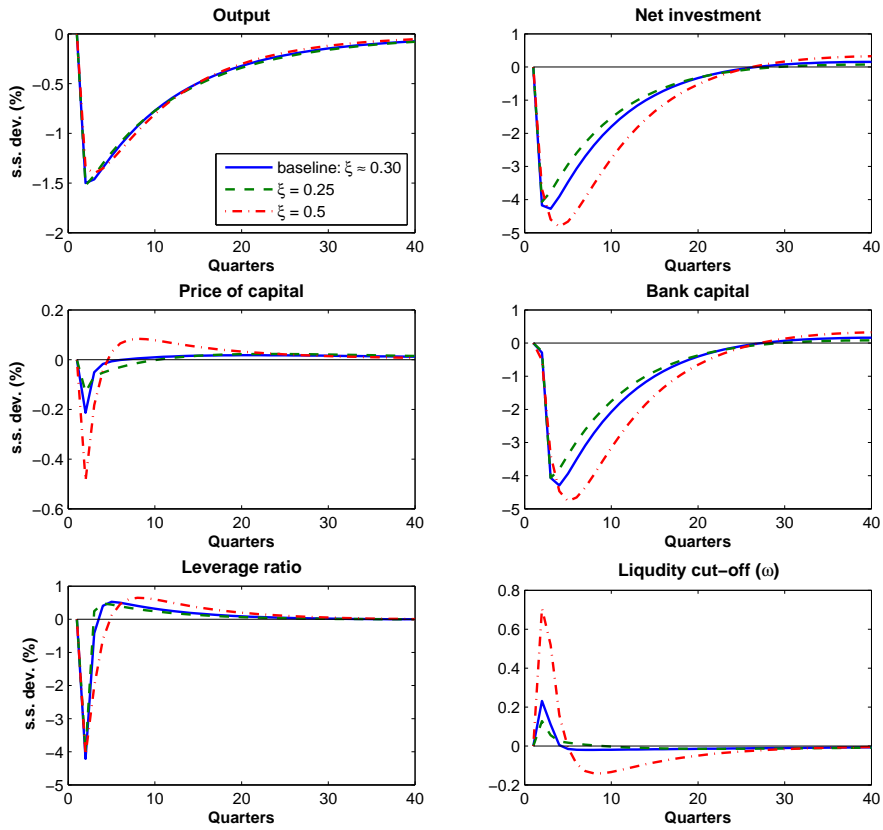 Output
Net investment
0
−0.5
−1
−1.5
−2
s.s. dev. (%)
0 10 20 30 40
Quarters
baseline: ξ ≈ 0.30
ξ = 0.25
ξ = 0.5
1
0
−1
−2
−3
−4
−5
0 10 20 30 40
Quarters
Price of capital
Bank capital
0.2
0
−0.2
−0.4
−0.6
s.s. dev. (%)
0 10 20 30 40
Quarters
1
0
−1
−2
−3
−4
−5
0 10 20 30 40
Quarters
Leverage ratio
Liqudity cut−off (ω)
1
0
−1
−2
−3
−4
−5
s.s. dev. (%)
0 10 20 30 40
Quarters
0.8
0.6
0.4
0.2
0
−0.2
0 10 20 30 40
Quarters